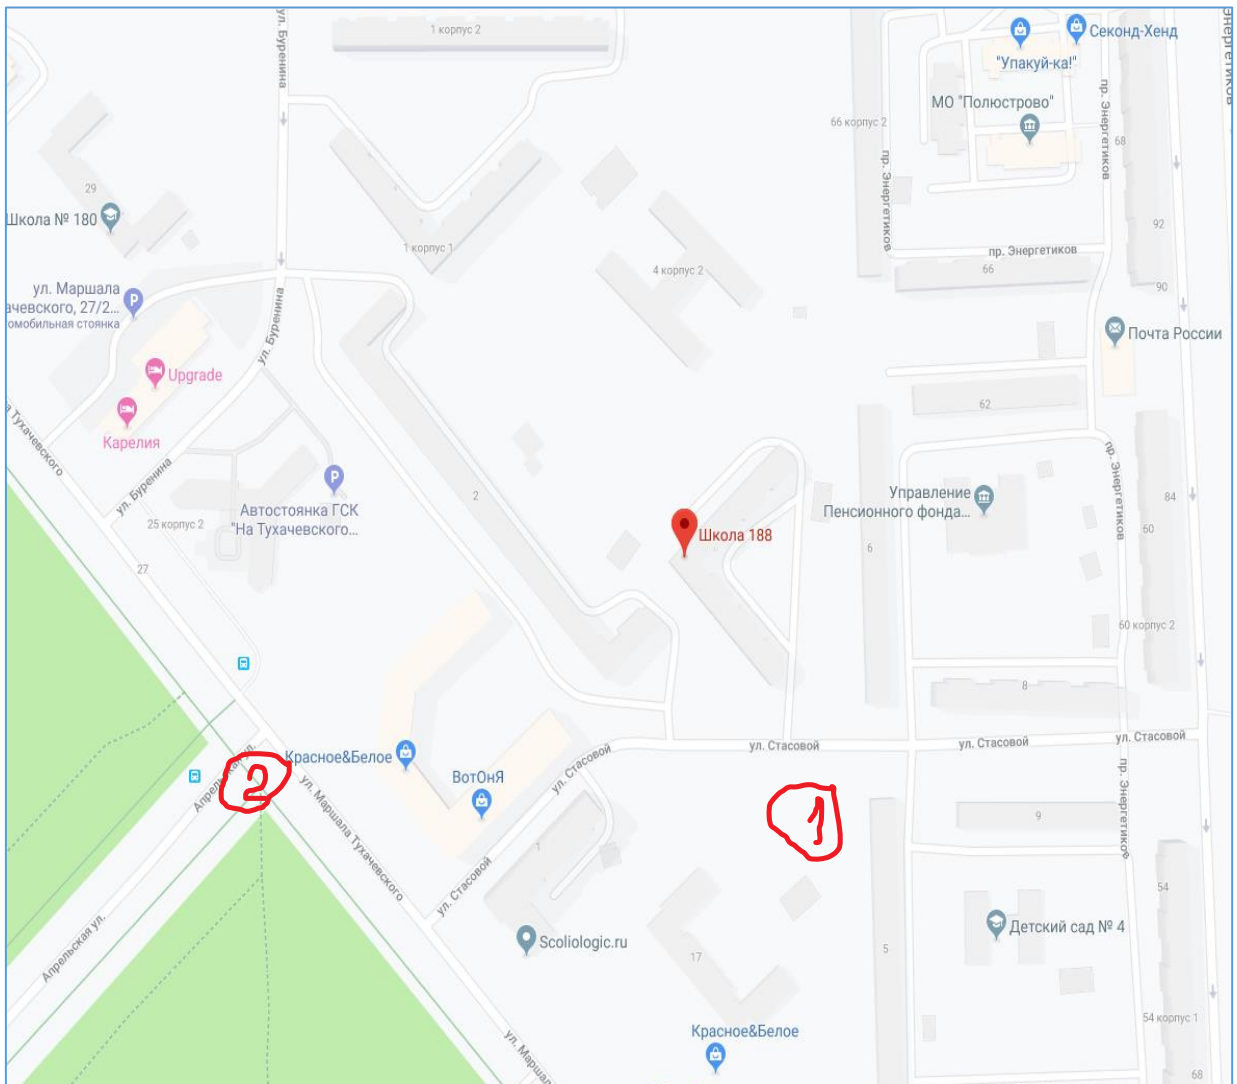 ул. Буренина
1 корпус 2
Секонд-Хенд
"Упакуй-ка!"
МО "Полюстрово"
66 корпус 2
пр. Энергетиков
пр. Энергетиков
68
Энергетиков
29
Школа № 180
1 корпус 1
4 корпус 2
92
пр. Энергетиков
66
90
ул. Маршала
ачевского, 27/2...
омобильная стоянка
ул. Буренина
Почта России
Upgrade
Карелия
62
а Тухачевского
ул. Буренина
25 корпус 2
Автостоянка ГСК
"На Тухачевского...
2
Школа 188
Управление
Пенсионного фонда...
пр. Энергетиков
84
60
6
27
60 корпус 2
8
Красное&Белое
ВотОнЯ
ул. Стасовой
ул. Стасовой
ул. Стасовой
ул. Стасовой
Апрельская ул.
2
ул. Маршала Тухачевского
1
пр. Энергетиков
9
1
ул. Стасовой
54
Апрельская ул.
Scoliologic.ru
17
5
Детский сад № 4
54 корпус 1
Красное&Белое
ул. Маршал
68